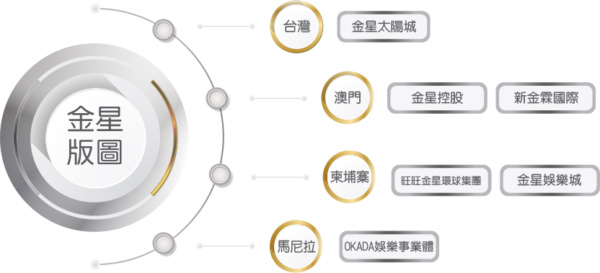 金星
版圖
台灣
金星太陽城
澳門
金星控股
新金霖國際
柬埔寨
旺旺金星環球集團
金星娛樂城
馬尼拉
OKADA娛樂事業體